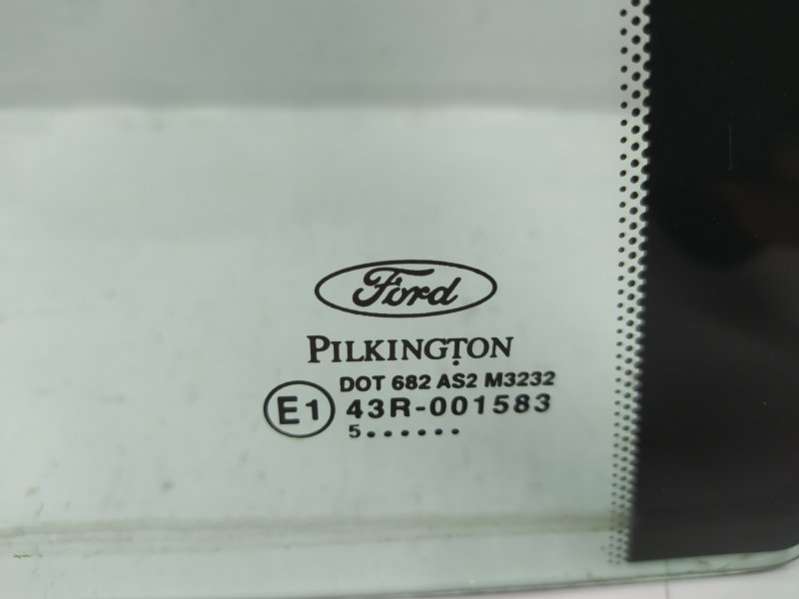 Ford
PILKINGTON
DOT 682 AS2 M3232
E1 43R-001583
5......